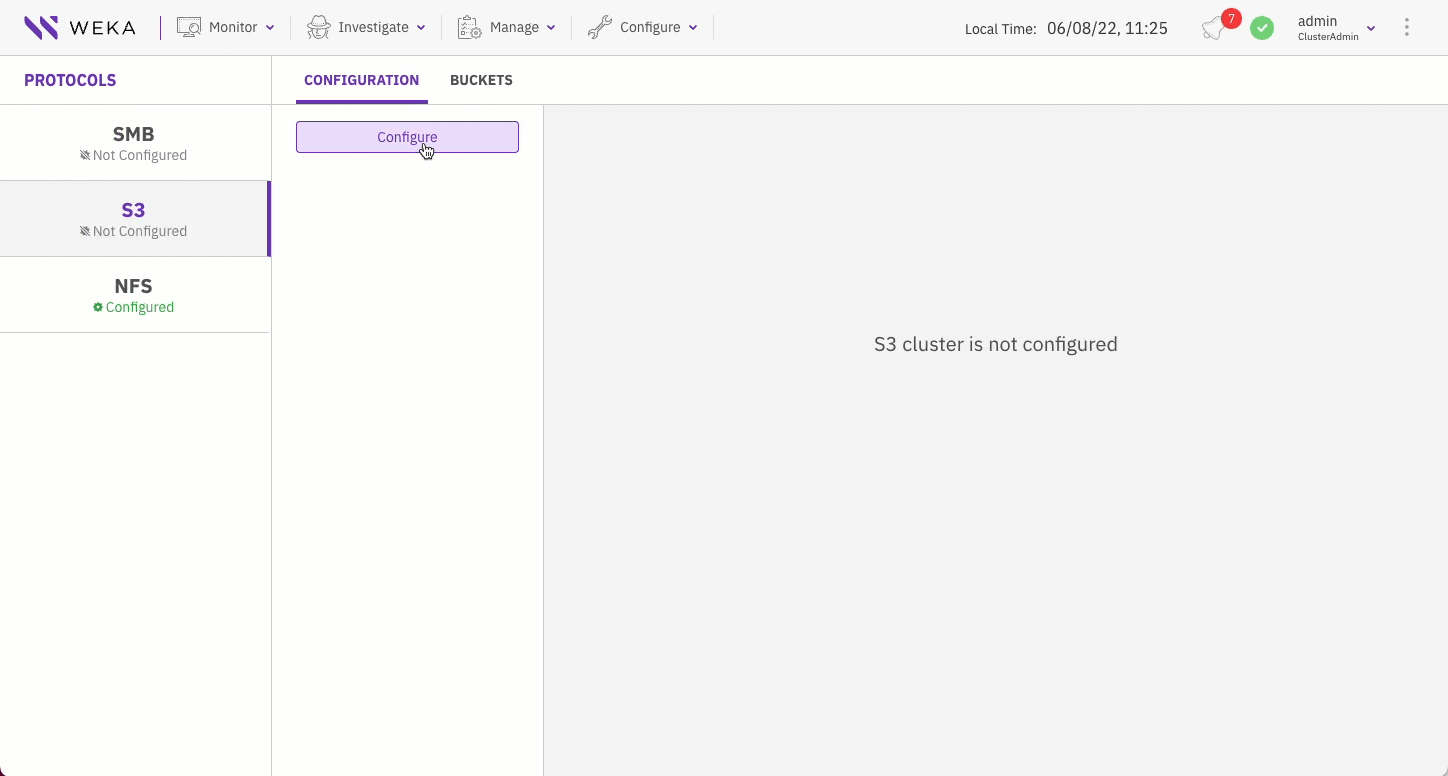 WEKA Monitor Investigate Manage Configure Local Time: 06/08/22, 11:25 7 admin
ClusterAdmin
PROTOCOLS CONFIGURATION BUCKETS
SMB
Not Configured
Configure
S3
Not Configured
NFS
Configured
S3 cluster is not configured